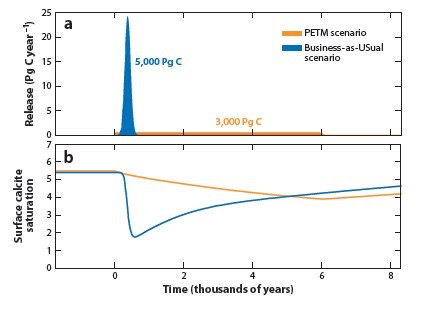 a
25
20
15
10
5
0
Release (Pg C year⁻¹)
5,000 Pg C
3,000 Pg C
PETM scenario
Business-as-USual
scenario
b
7
6
5
4
3
2
1
0
Surface calcite
saturation
0
2
4
6
8
Time (thousands of years)